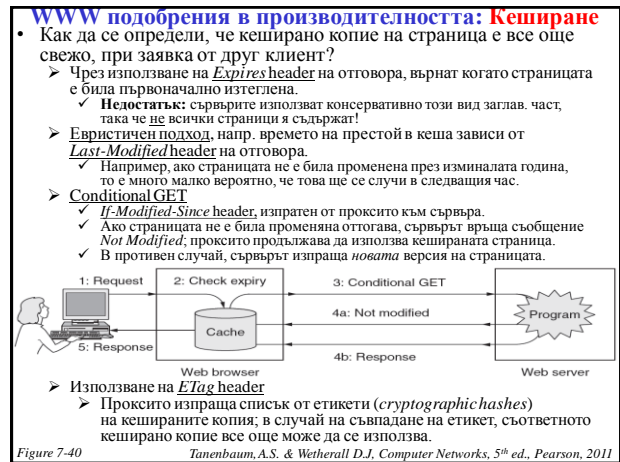 WWW подобрения в производителността: Кеширане
• Как да се определи, че кеширано копие на страница е все още
свежо, при заявка от друг клиент?
➢ Чрез използване на Expires header на отговора, върнат когато страницата
е била първоначално изтеглена.
✓ Недостатък: сървърите използват консервативно този вид заглав. част,
така че не всички страници я съдържат!
➢ Евристичен подход, напр. времето на престой в кеша зависи от
Last-Modified header на отговора.
✓ Например, ако страницата не е била променена през изминалата година,
то е много малко вероятно, че това ще се случи в следващия час.
➢ Conditional GET
✓ If-Modified-Since header, изпратен от проксито към сървъра.
✓ Ако страницата не е била променяна оттогава, сървърът връща съобщение
Not Modified; проксито продължава да използва кешираната страница.
✓ В противен случай, сървърът изпраща новата версия на страницата.
1: Request 2: Check expiry 3: Conditional GET
4a: Not modified
Program
Cache
5: Response
4b: Response
Web browser Web server
➢ Използване на ETag header
➢ Проксито изпраща списък от етикети (cryptographic hashes)
на кешираните копия; в случай на съвпадане на етикет, съответното
кеширано копие все още може да се използва.
Figure 7-40 Tanenbaum, A.S. & Wetherall D.J, Computer Networks, 5th ed., Pearson, 2011